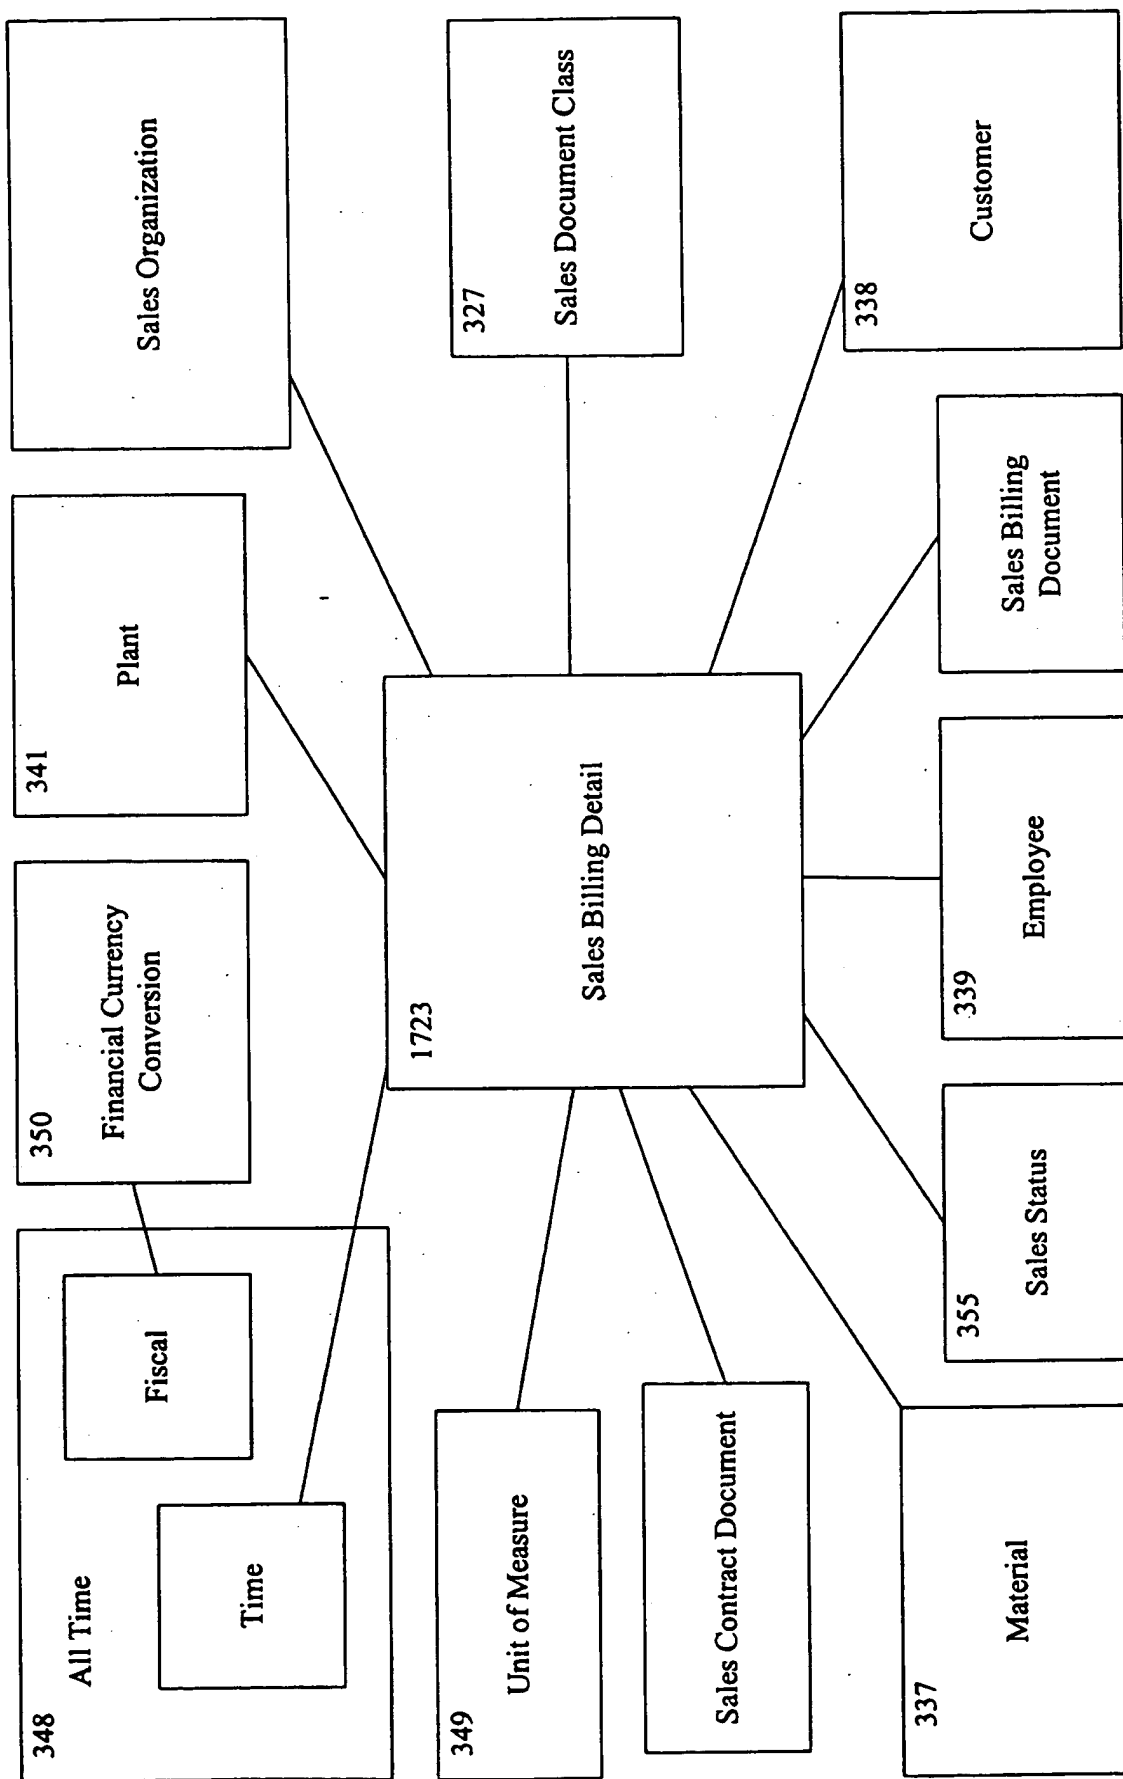 348
All Time
Fiscal
Time
350
Financial Currency
Conversion
341
Plant
Sales Organization
349
Unit of Measure
1723
Sales Billing Detail
327
Sales Document Class
Sales Contract Document
337
Material
355
Sales Status
339
Employee
Sales Billing
Document
338
Customer